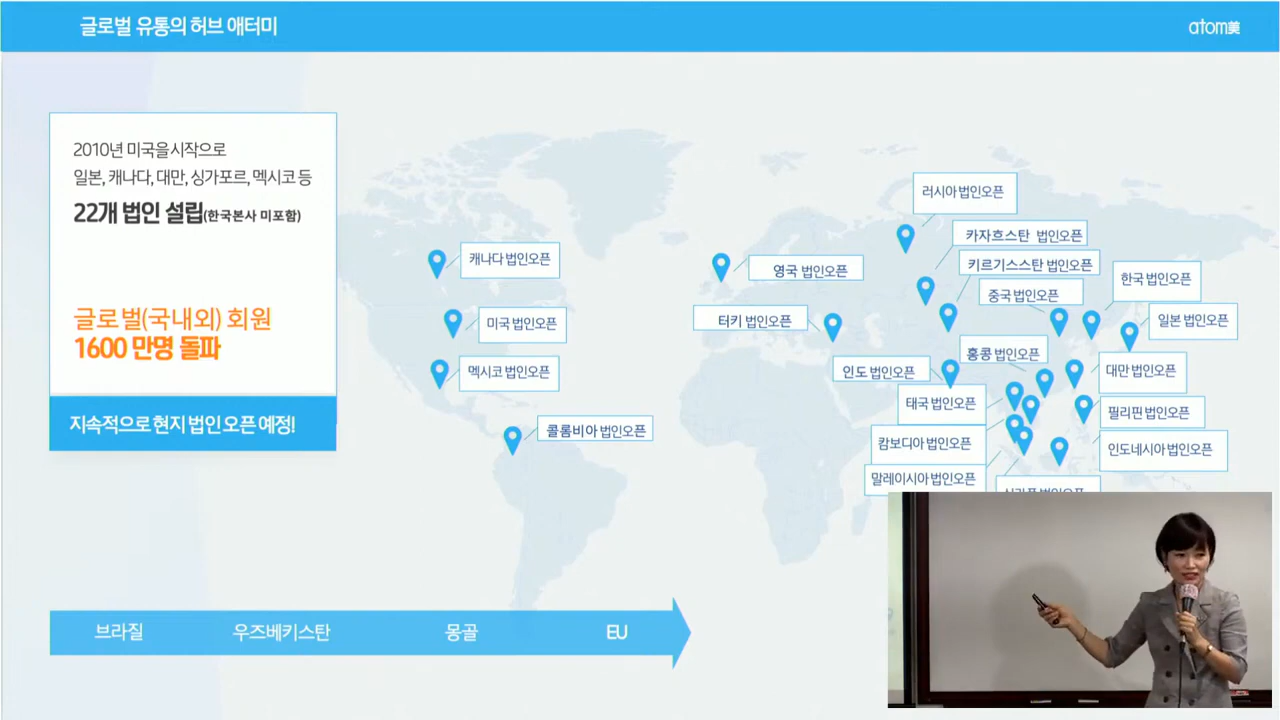 글로벌 유통의 허브 애터미
atom美
2010년 미국을시작으로
일본, 캐나다, 대만, 싱가포르, 멕시코 등
22개 법인 설립(한국본사 미포함)
글로벌(국내외) 회원
1600 만명 돌파
지속적으로 현지 법인 오픈 예정!
캐나다 법인오픈
미국 법인오픈
멕시코 법인오픈
콜롬비아 법인오픈
영국 법인오픈
터키 법인오픈
러시아 법인오픈
카자흐스탄 법인오픈
키르기스스탄 법인오픈
중국 법인오픈
한국 법인오픈
일본 법인오픈
홍콩 법인오픈
인도 법인오픈
대만 법인오픈
태국 법인오픈
필리핀 법인오픈
캄보디아 법인오픈
인도네시아 법인오픈
말레이시아 법인오픈
브라질
우즈베키스탄
몽골
EU